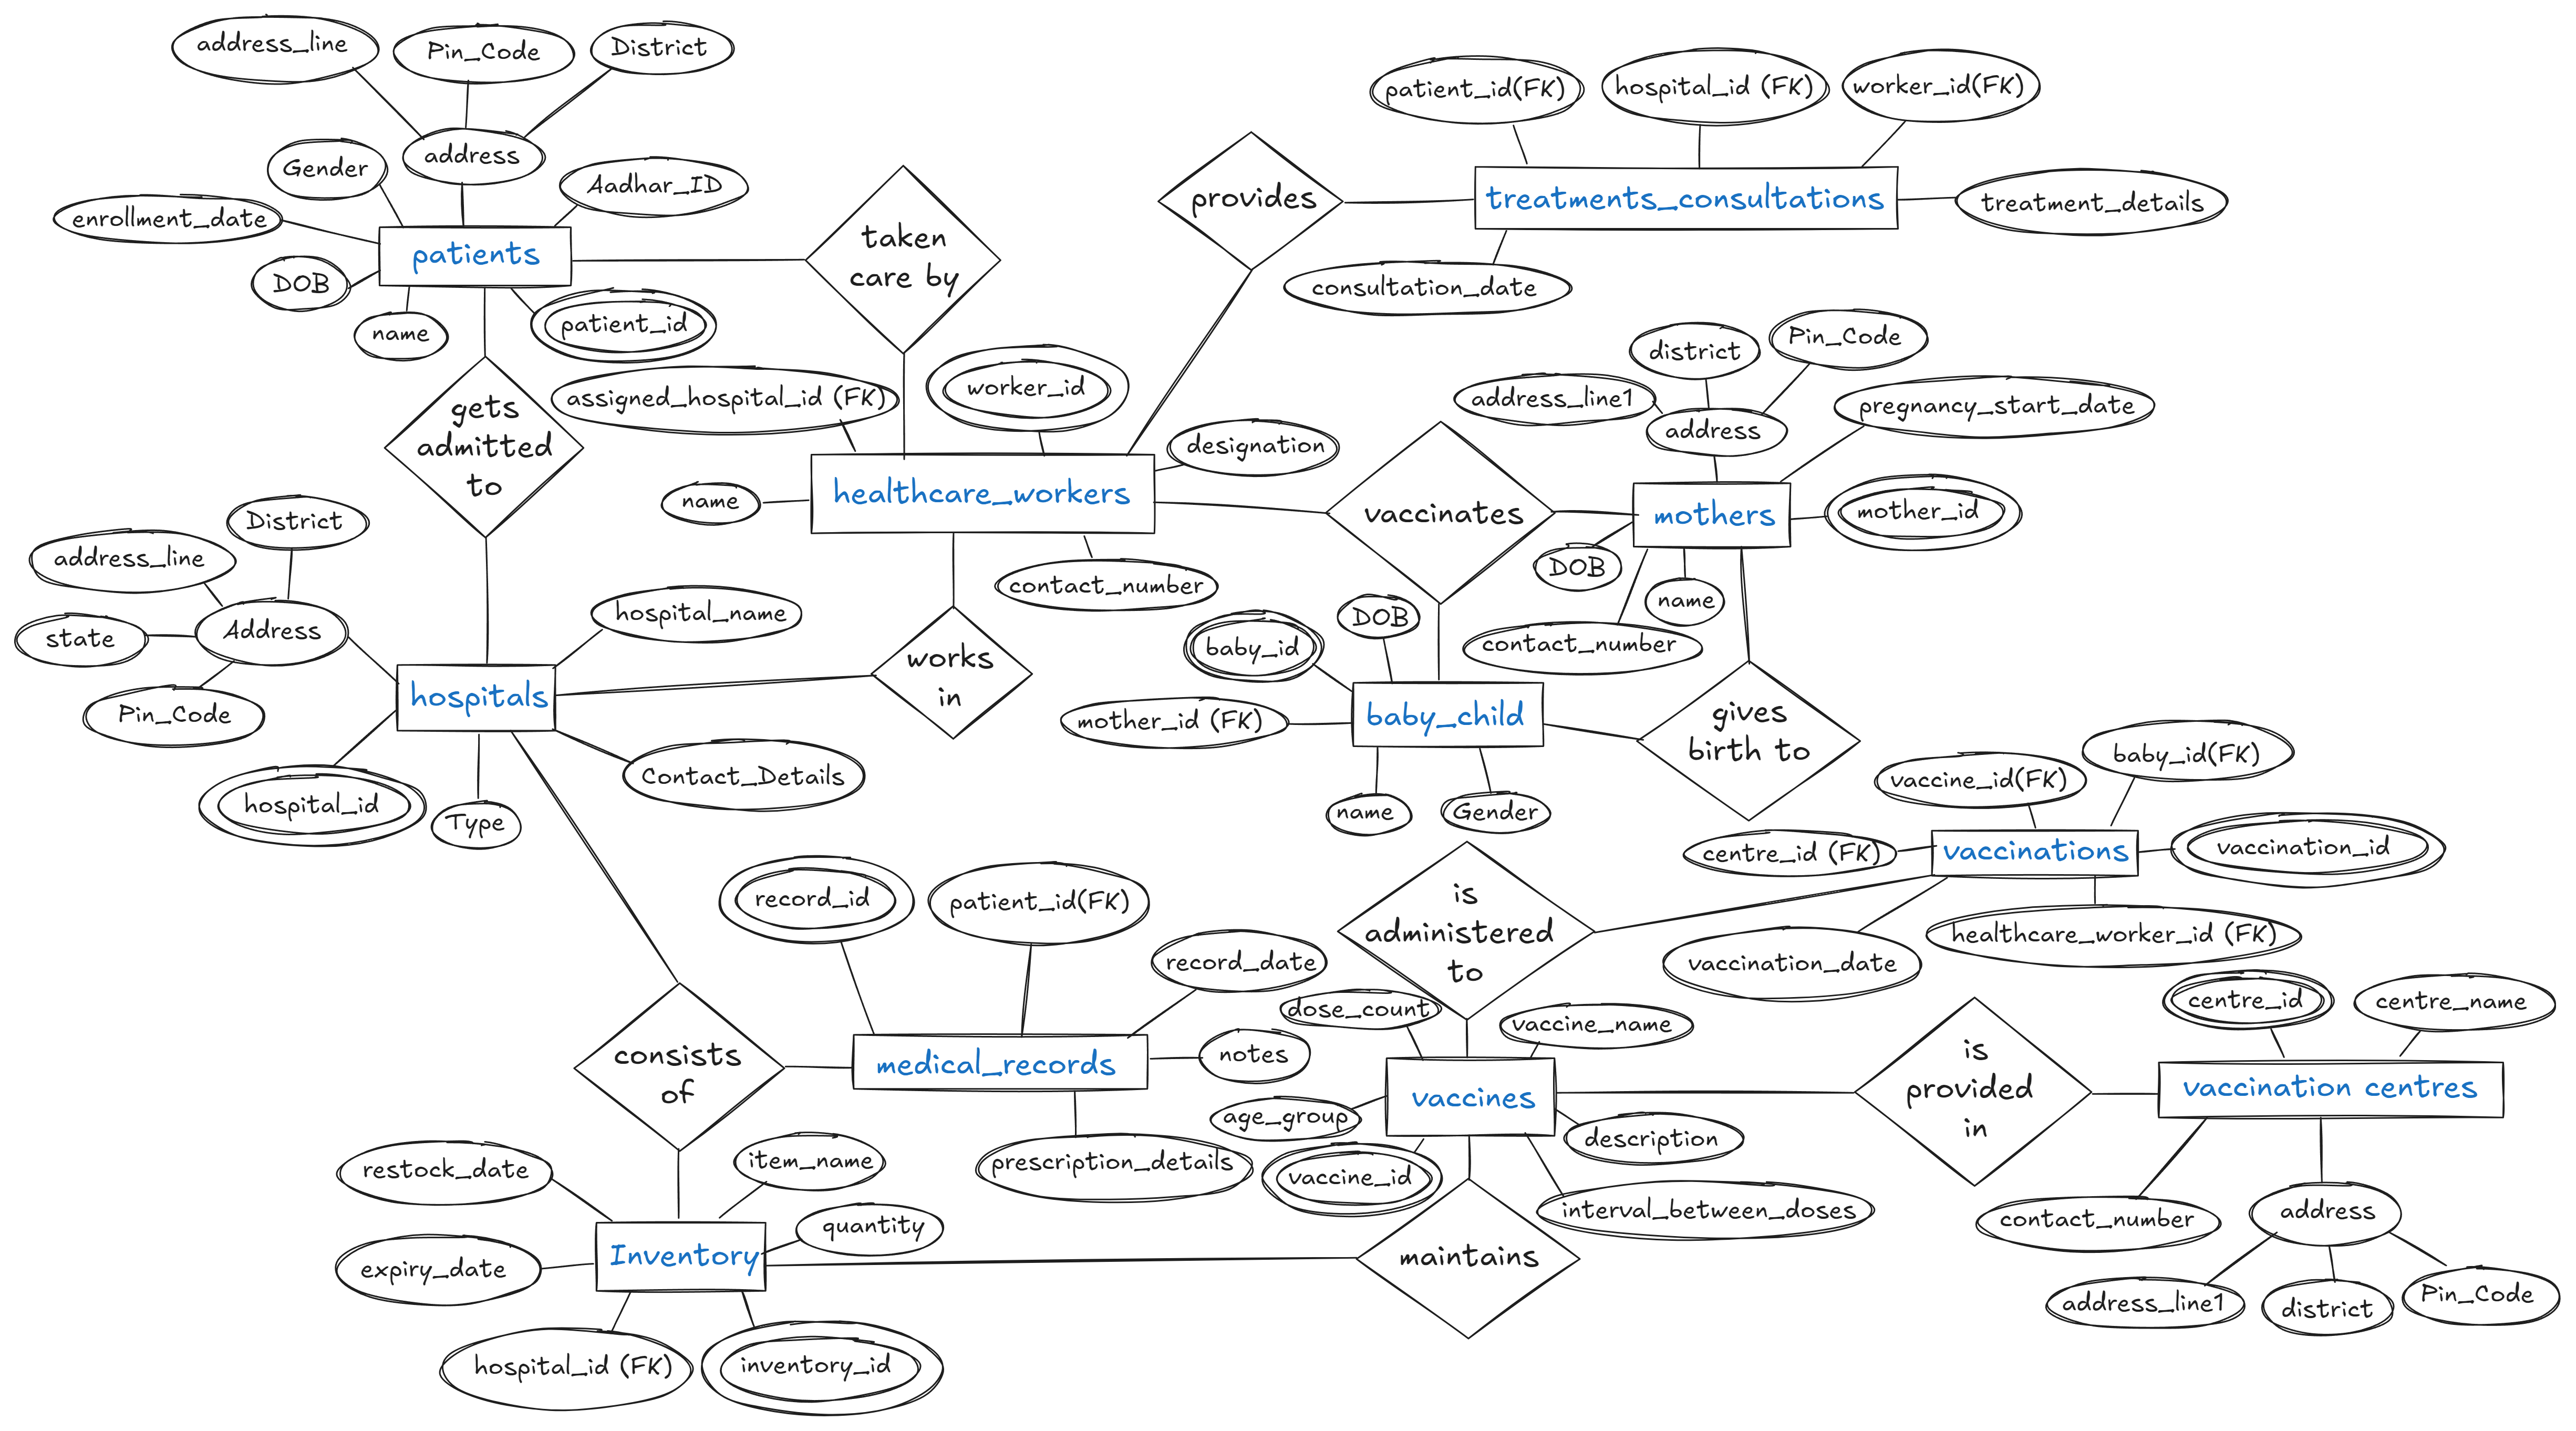 address_line
Pin_Code
District
address
Gender
Aadhar_ID
enrollment_date
patients
DOB
name
patient_id
taken
care by
provides
patient_id(FK)
hospital_id (FK)
worker_id(FK)
treatments_consultations
treatment_details
consultation_date
gets
admitted
to
assigned_hospital_id (FK)
worker_id
designation
name
healthcare_workers
contact_number
vaccinates
district
Pin_Code
address_line1
address
pregnancy_start_date
mothers
mother_id
DOB
name
contact_number
District
address_line
state
Address
Pin_Code
hospital_name
hospitals
Contact_Details
hospital_id
Type
works
in
DOB
baby_id
mother_id (FK)
baby_child
name
Gender
gives
birth to
vaccine_id(FK)
baby_id(FK)
centre_id (FK)
vaccinations
vaccination_id
vaccination_date
healthcare_worker_id (FK)
is
administered
to
record_id
patient_id(FK)
record_date
consists
of
medical_records
notes
prescription_details
dose_count
vaccine_name
age_group
vaccines
description
vaccine_id
interval_between_doses
is
provided
in
centre_id
centre_name
vaccination centres
contact_number
address
address_line1
district
Pin_Code
restock_date
item_name
quantity
expiry_date
Inventory
hospital_id (FK)
inventory_id
maintains